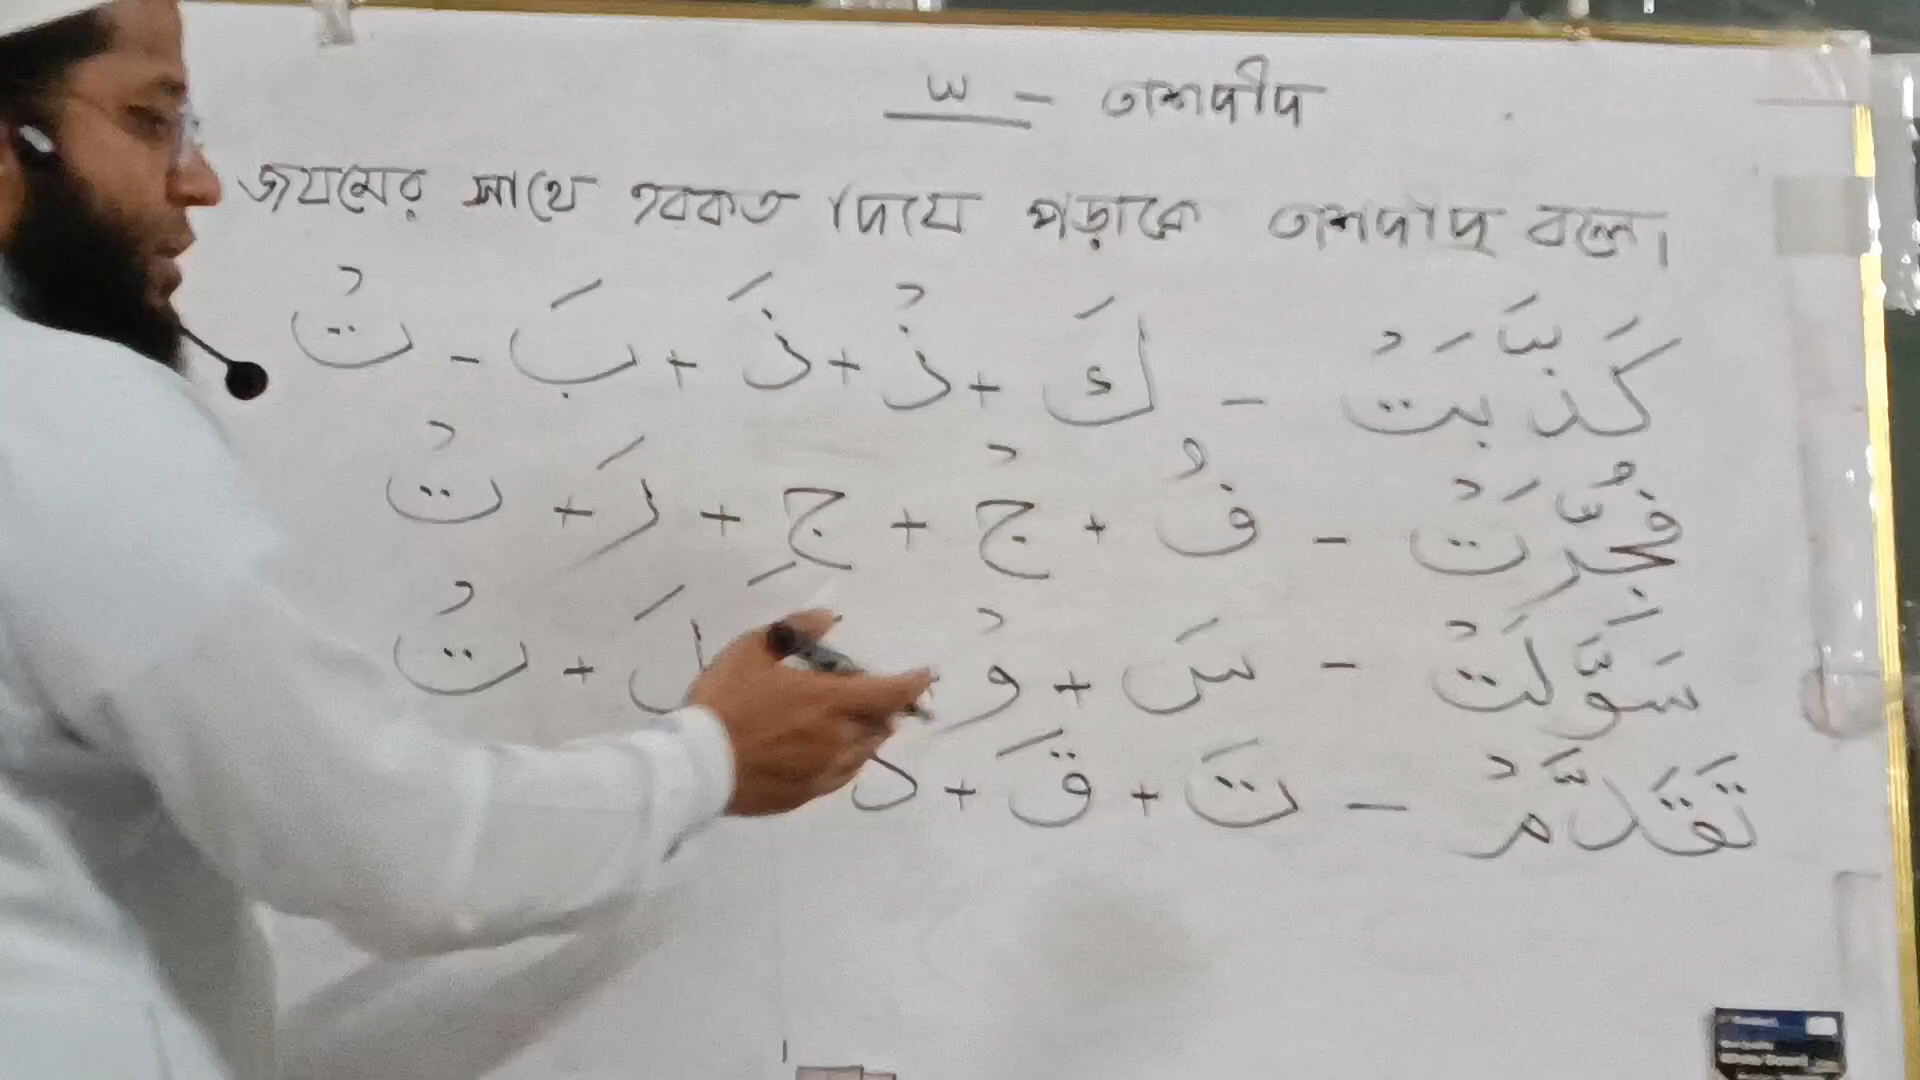 ّ - তাশদীদ
জযমের সাথে হরকত দিয়ে পড়াকে তাশদীদ বলে।
كَذَّبَتْ - كَ + ذْ + ذَ + بَ - تْ
فُجِّرَتْ - فُ + جْ + جِ + رَ + تْ
سَوَّلَتْ - سَ + وْ + لَ + تْ
تَقَدَّمْ - تَ + قَ + دْ